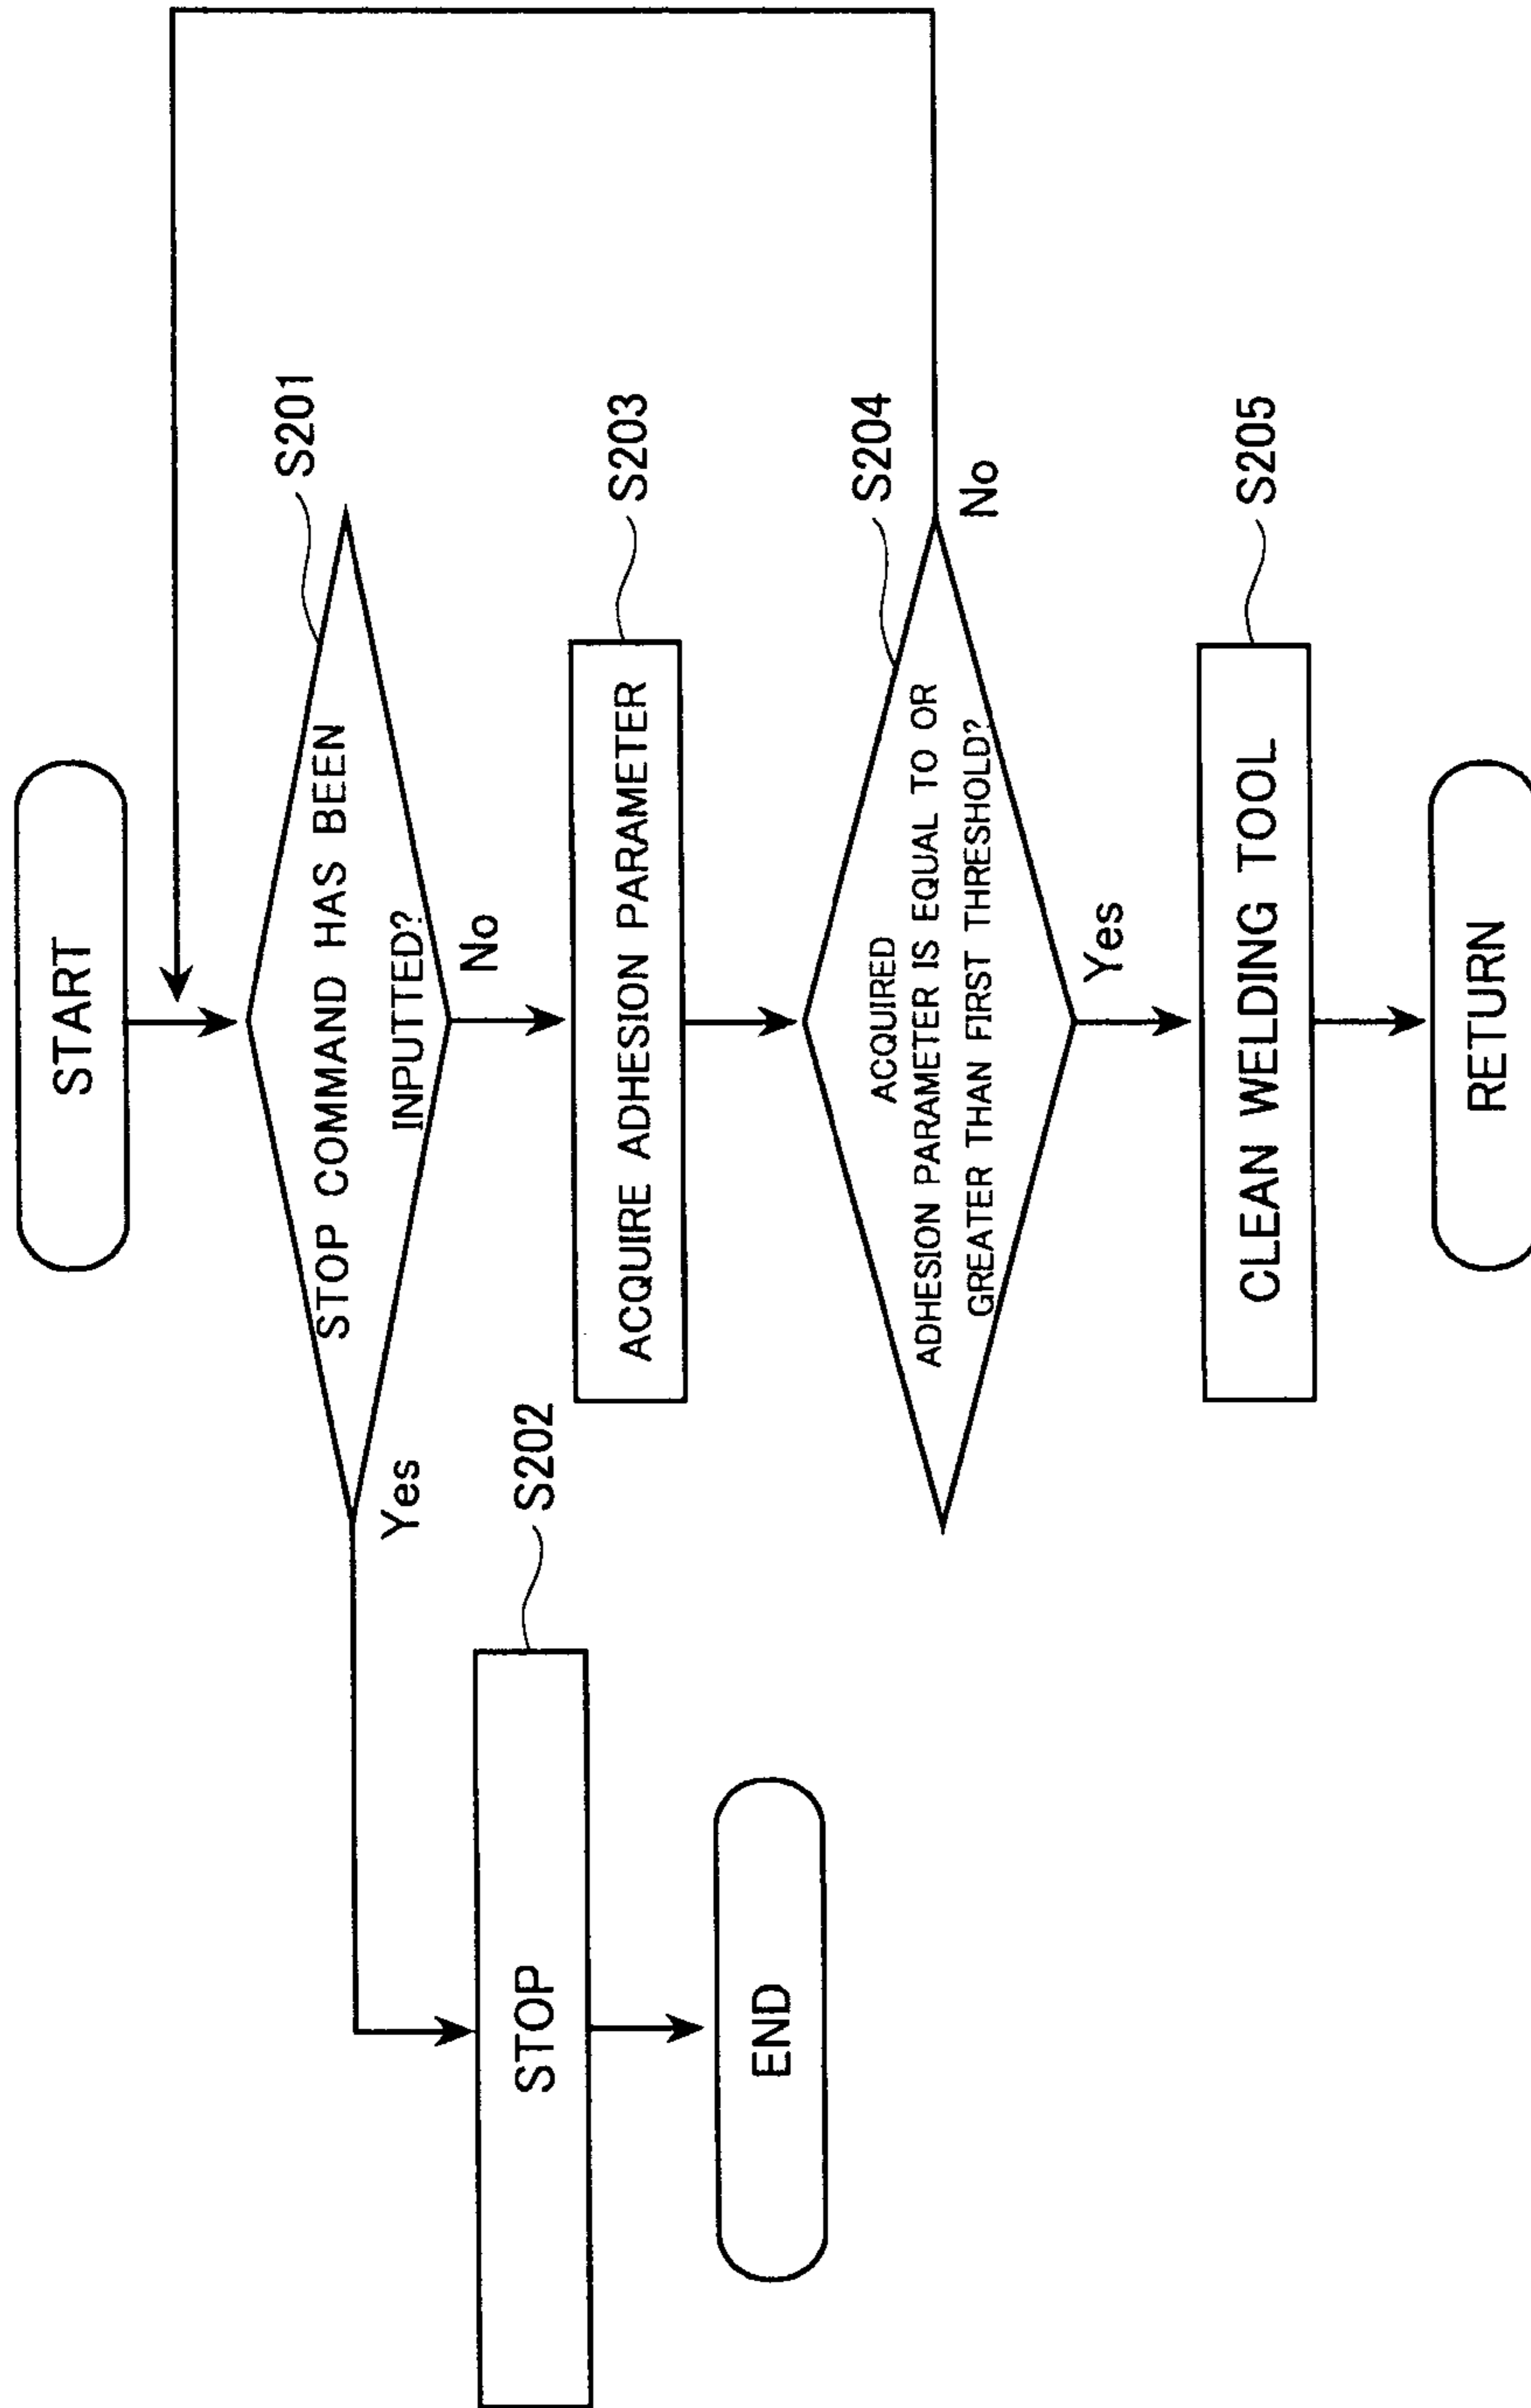 START
STOP COMMAND HAS BEEN
INPUTTED?
S201
Yes
No
STOP
S202
END
ACQUIRE ADHESION PARAMETER
S203
ACQUIRED
ADHESION PARAMETER IS EQUAL TO OR
GREATER THAN FIRST THRESHOLD?
S204
No
Yes
CLEAN WELDING TOOL
S205
RETURN